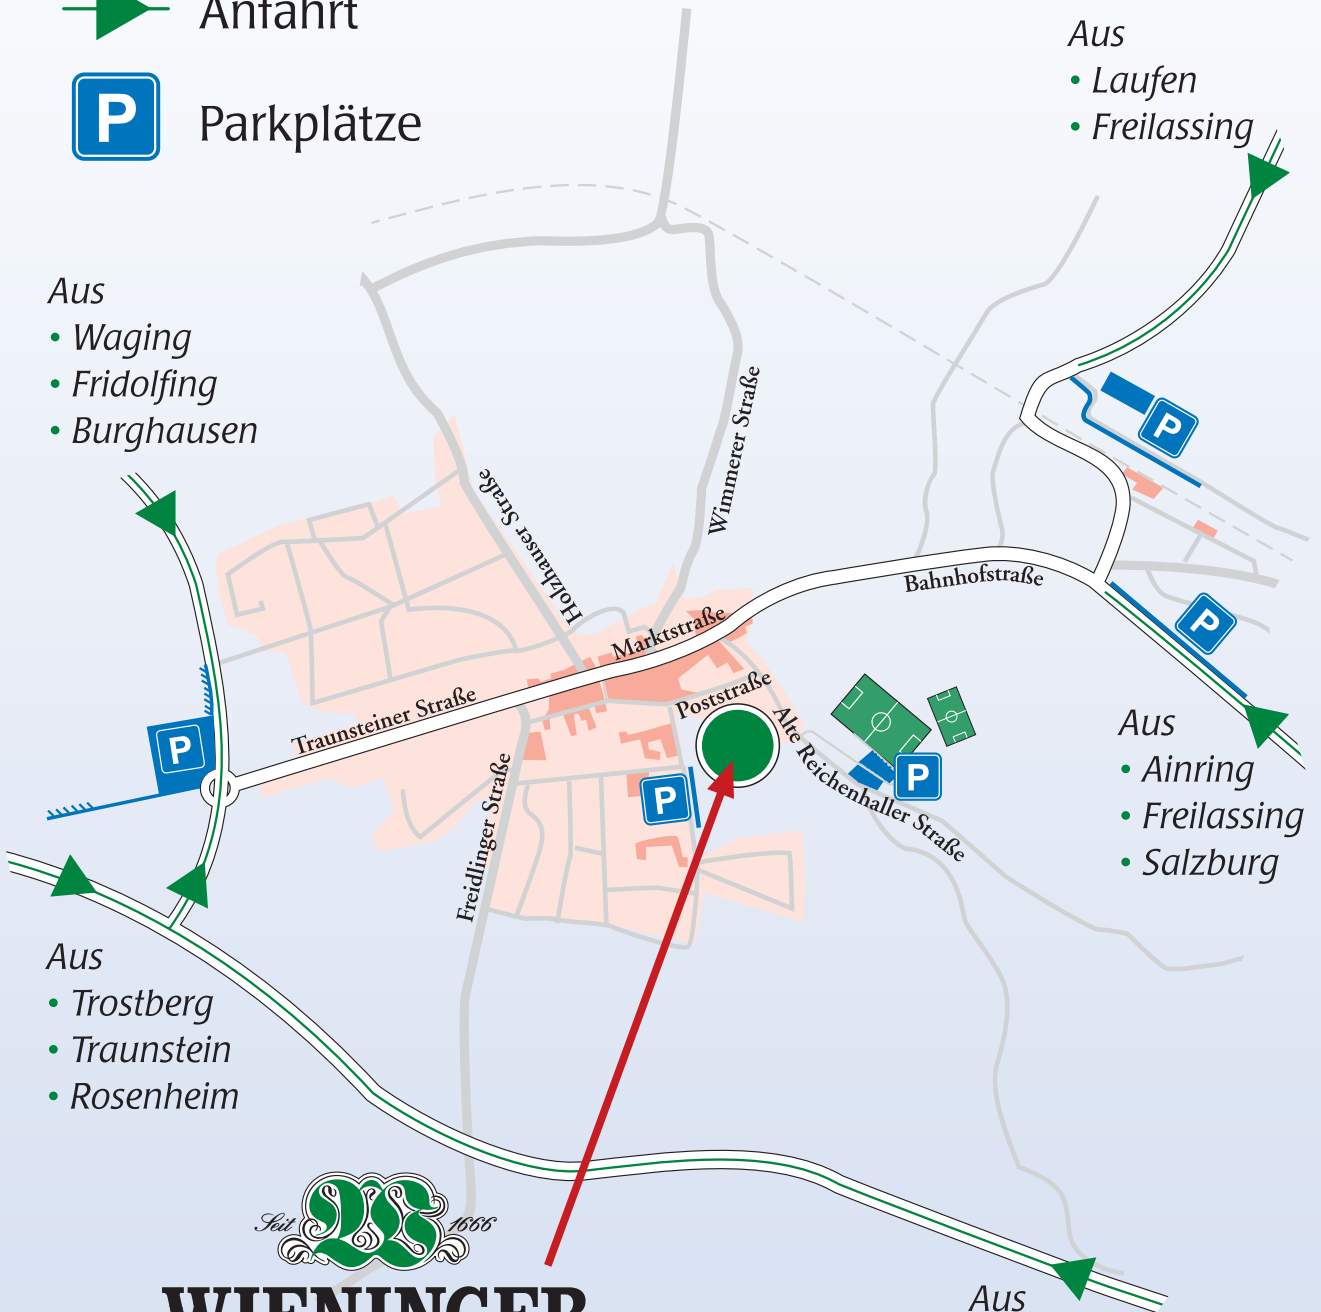 Anfahrt
P
Parkplätze
Aus
• Laufen
• Freilassing
Aus
• Waging
• Fridolfing
• Burghausen
P
Wimmerer Straße
Holzhauser Straße
Bahnhofstraße
Marktstraße
P
Poststraße
Traunsteiner Straße
Alte Reichenhaller Straße
P
P
P
Freidlinger Straße
Aus
• Ainring
• Freilassing
• Salzburg
Aus
• Trostberg
• Traunstein
• Rosenheim
Seit 1666
WIENINGER
Aus